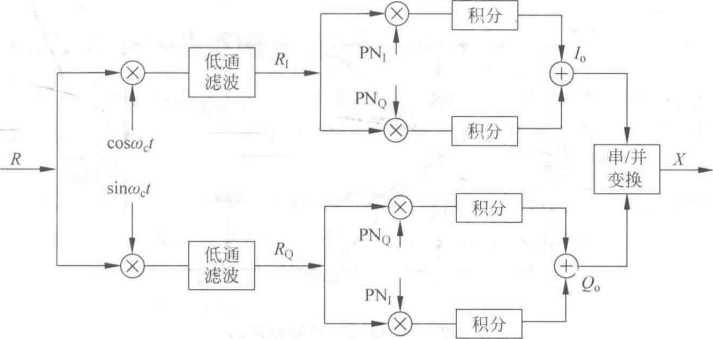 积分
PN_I
低通
滤波
R_I
I_o
PN_Q
cosω_ct
积分
R
串/并
变换
X
sinω_ct
积分
PN_Q
低通
滤波
R_Q
PN_I
Q_o
积分